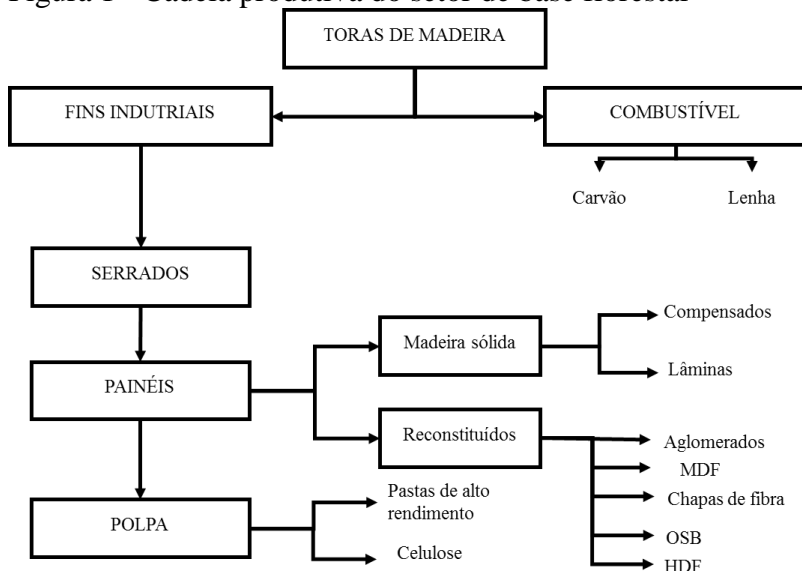 Figura 1 - Cadeia produtiva do setor de base florestal
TORAS DE MADEIRA
FINS INDUTRIAIS
COMBUSTÍVEL
Carvão
Lenha
SERRADOS
PAINÉIS
Madeira sólida
Compensados
Lâminas
Reconstituídos
Aglomerados
MDF
Chapas de fibra
OSB
HDF
POLPA
Pastas de alto
rendimento
Celulose